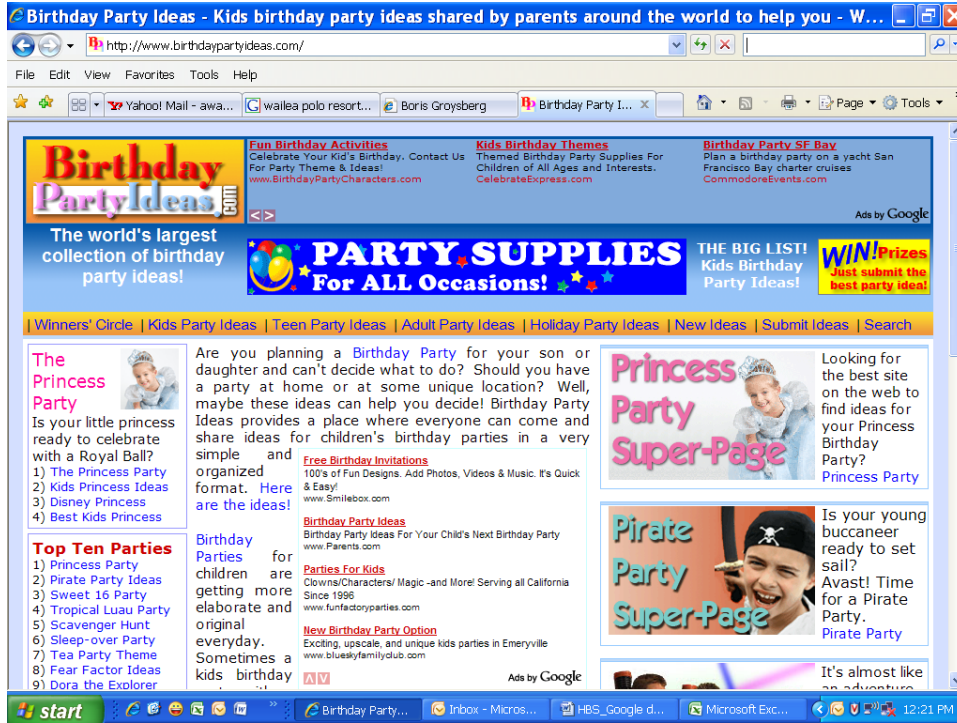 Birthday Party Ideas - Kids birthday party ideas shared by parents around the world to help you - W...
http://www.birthdaypartyideas.com/
File Edit View Favorites Tools Help
Yahoo! Mail - awa...
wailea polo resort...
Boris Groysberg
Birthday Party I...
Page
Tools
Birthday
PartyIdeas.com
The world's largest
collection of birthday
party ideas!
Fun Birthday Activities
Celebrate Your Kid's Birthday. Contact Us
For Party Theme & Ideas!
www.BirthdayPartyCharacters.com
Kids Birthday Themes
Themed Birthday Party Supplies For
Children of All Ages and Interests.
CelebrateExpress.com
Birthday Party SF Bay
Plan a birthday party on a yacht San
Francisco Bay charter cruises
CommodoreEvents.com
Ads by Google
PARTY SUPPLIES
For ALL Occasions!
THE BIG LIST!
Kids Birthday
Party Ideas!
WIN! Prizes
Just submit the
best party idea!
| Winners' Circle | Kids Party Ideas | Teen Party Ideas | Adult Party Ideas | Holiday Party Ideas | New Ideas | Submit Ideas | Search
The
Princess
Party
Is your little princess
ready to celebrate
with a Royal Ball?
1) The Princess Party
2) Kids Princess Ideas
3) Disney Princess
4) Best Kids Princess
Top Ten Parties
1) Princess Party
2) Pirate Party Ideas
3) Sweet 16 Party
4) Tropical Luau Party
5) Scavenger Hunt
6) Sleep-over Party
7) Tea Party Theme
8) Fear Factor Ideas
9) Dora the Explorer
Are you planning a Birthday Party for your son or
daughter and can't decide what to do? Should you have
a party at home or at some unique location? Well,
maybe these ideas can help you decide! Birthday Party
Ideas provides a place where everyone can come and
share ideas for children's birthday parties in a very
simple and
organized
format. Here
are the ideas!
Birthday
Parties for
children are
getting more
elaborate and
original
everyday.
Sometimes a
kids birthday
Free Birthday Invitations
100's of Fun Designs. Add Photos, Videos & Music. It's Quick
& Easy!
www.Smilebox.com
Birthday Party Ideas
Birthday Party Ideas For Your Child's Next Birthday Party
www.Parents.com
Parties For Kids
Clowns/Characters/ Magic -and More! Serving all California
Since 1996
www.funfactoryparties.com
New Birthday Party Option
Exciting, upscale, and unique kids parties in Emeryville
www.blueskyfamilyclub.com
Ads by Google
Princess
Party
Super-Page
Looking for
the best site
on the web to
find ideas for
your Princess
Birthday
Party?
Princess Party
Pirate
Party
Super-Page
Is your young
buccaneer
ready to set
sail?
Avast! Time
for a Pirate
Party.
Pirate Party
It's almost like
an adventure
start
Birthday Party...
Inbox - Micros...
HBS_Google d...
Microsoft Exc...
12:21 PM